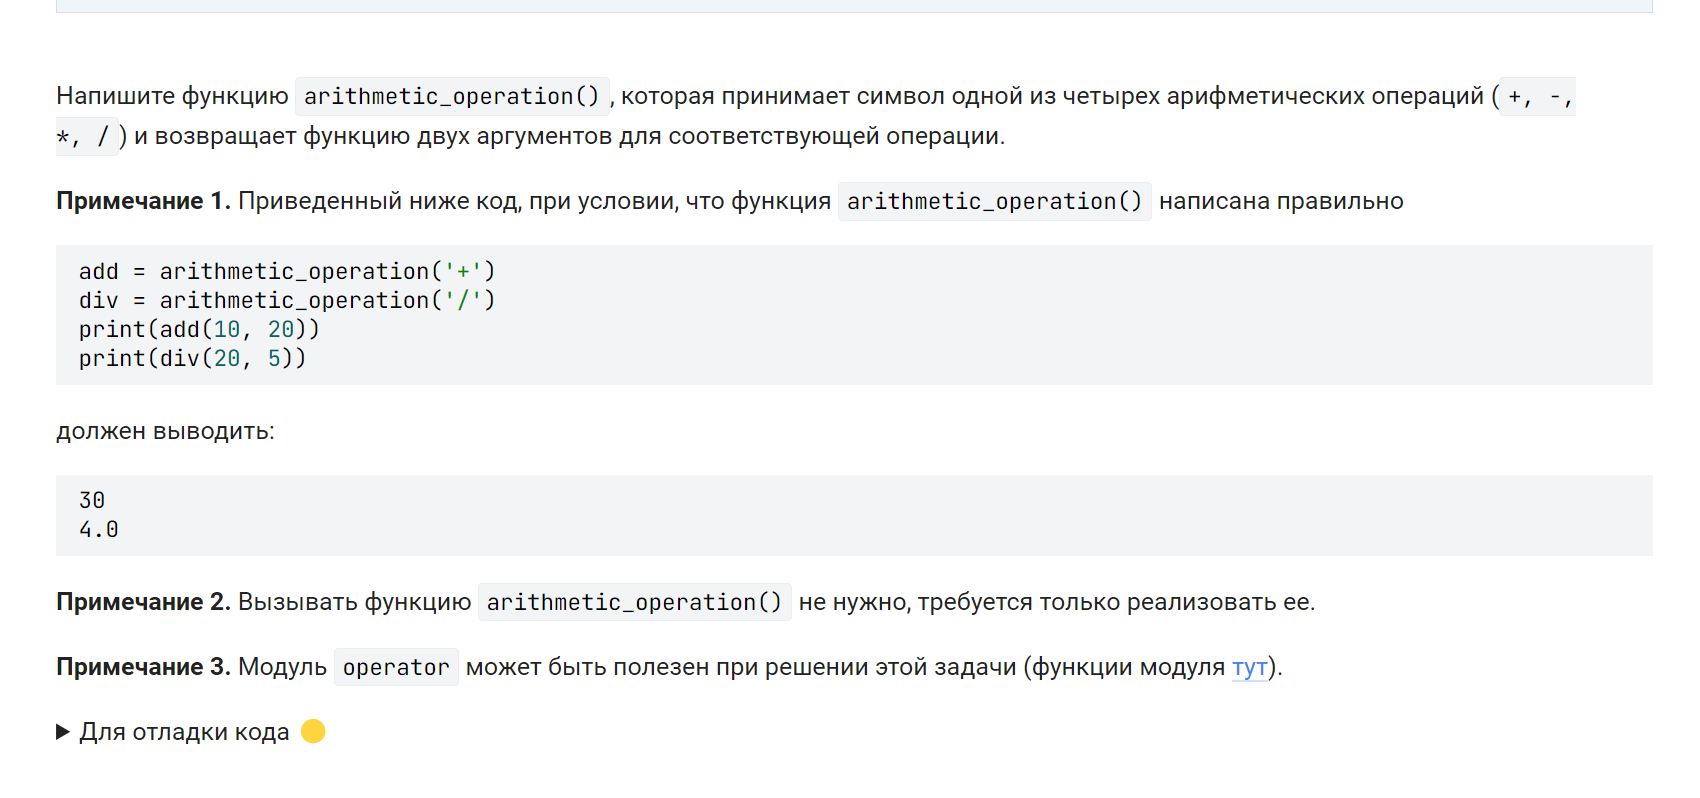 Напишите функцию arithmetic_operation() , которая принимает символ одной из четырех арифметических операций ( +, -,
*, / ) и возвращает функцию двух аргументов для соответствующей операции.
Примечание 1. Приведенный ниже код, при условии, что функция arithmetic_operation() написана правильно
add = arithmetic_operation('+')
div = arithmetic_operation('/')
print(add(10, 20))
print(div(20, 5))
должен выводить:
30
4.0
Примечание 2. Вызывать функцию arithmetic_operation() не нужно, требуется только реализовать ее.
Примечание 3. Модуль operator может быть полезен при решении этой задачи (функции модуля тут).
Для отладки кода